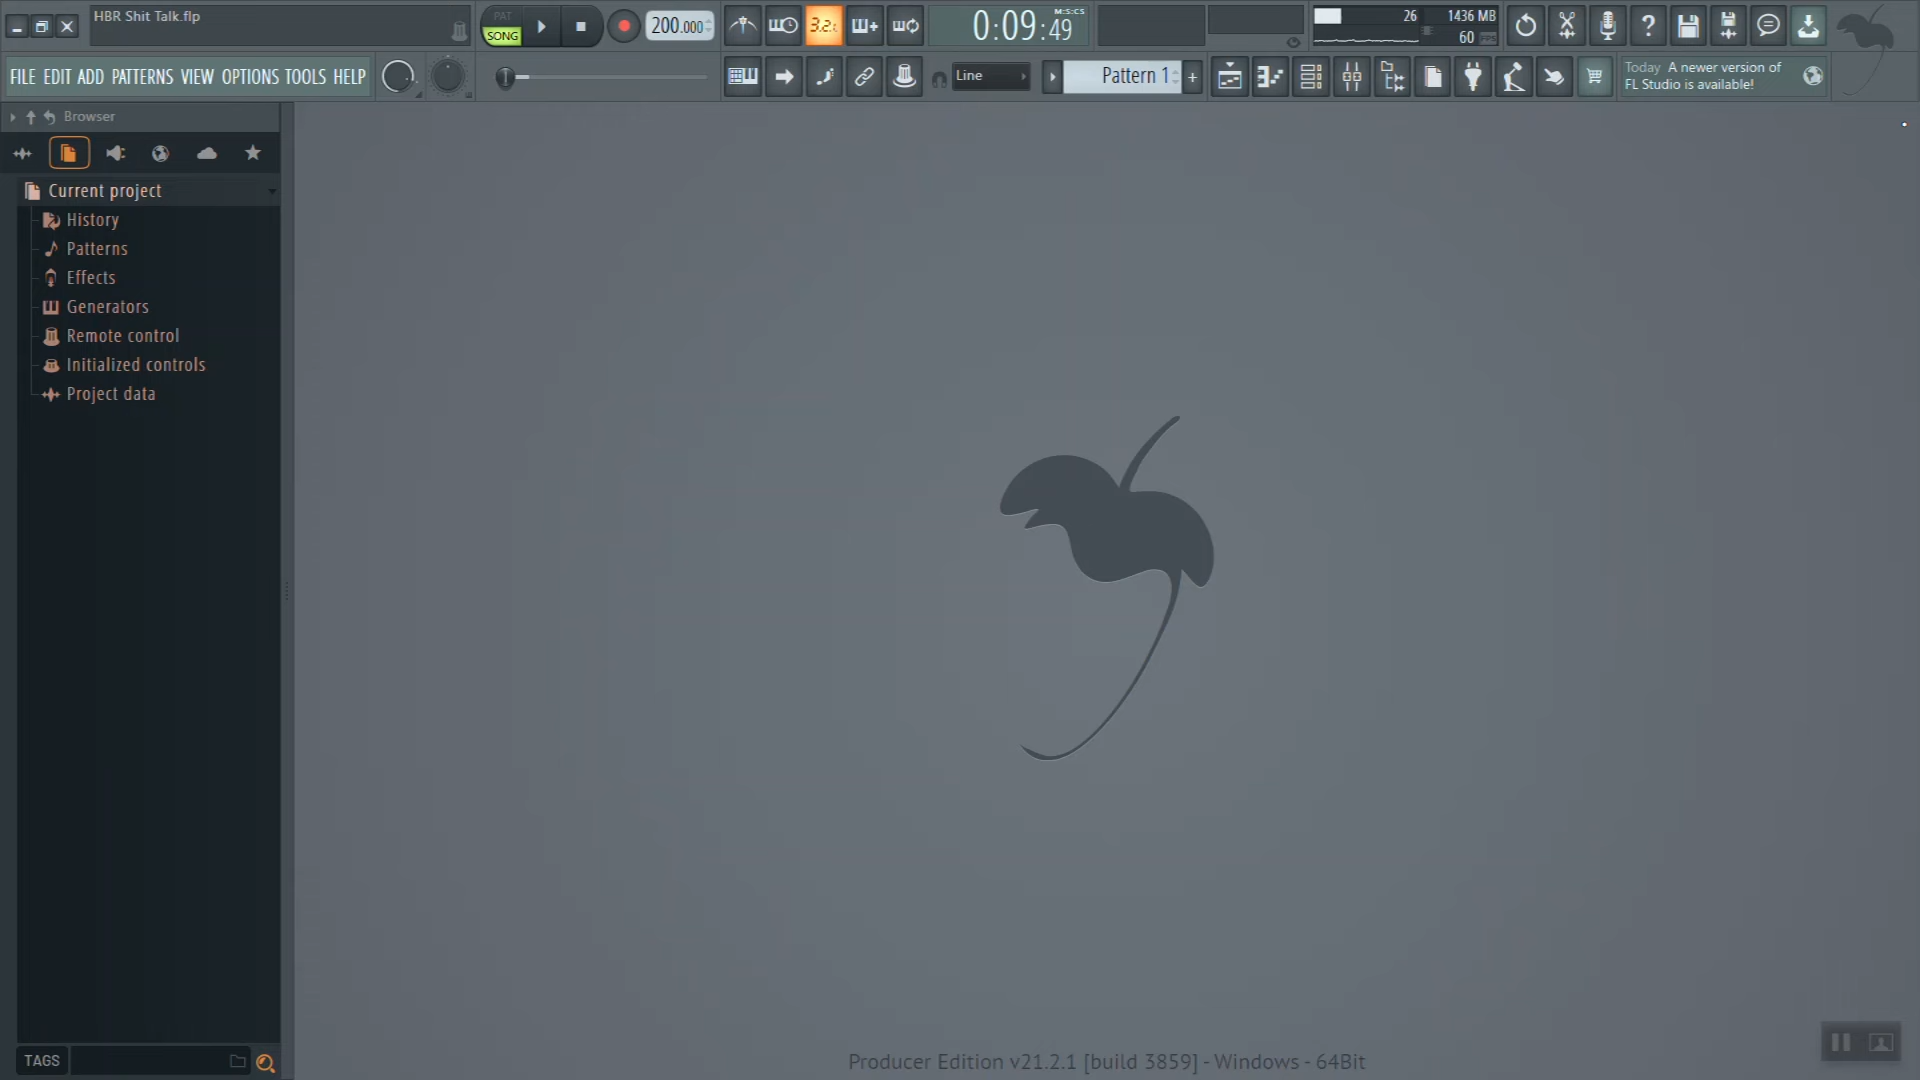 HBR Shit Talk.flp
PAT
SONG
200.000
3.2.
M:S:CS
0:09:49
26
1436 MB
60
FILE EDIT ADD PATTERNS VIEW OPTIONS TOOLS HELP
Line
Pattern 1
+
Today A newer version of
FL Studio is available!
Browser
Current project
History
Patterns
Effects
Generators
Remote control
Initialized controls
Project data
TAGS
Producer Edition v21.2.1 [build 3859] - Windows - 64Bit